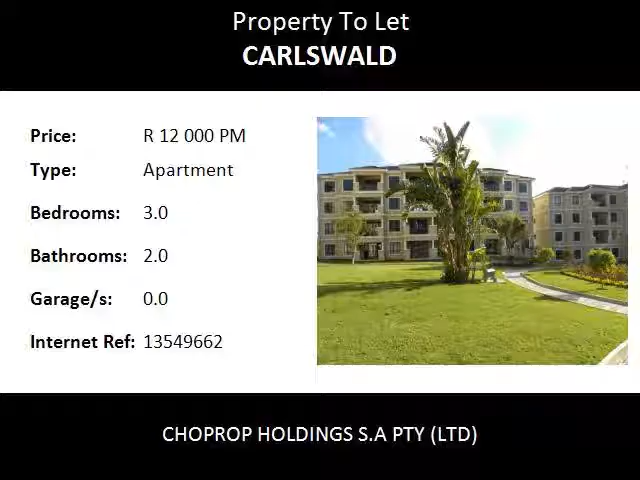 Property To Let
CARLSWALD
Price: R 12 000 PM
Type: Apartment
Bedrooms: 3.0
Bathrooms: 2.0
Garage/s: 0.0
Internet Ref: 13549662
CHOPROP HOLDINGS S.A PTY (LTD)